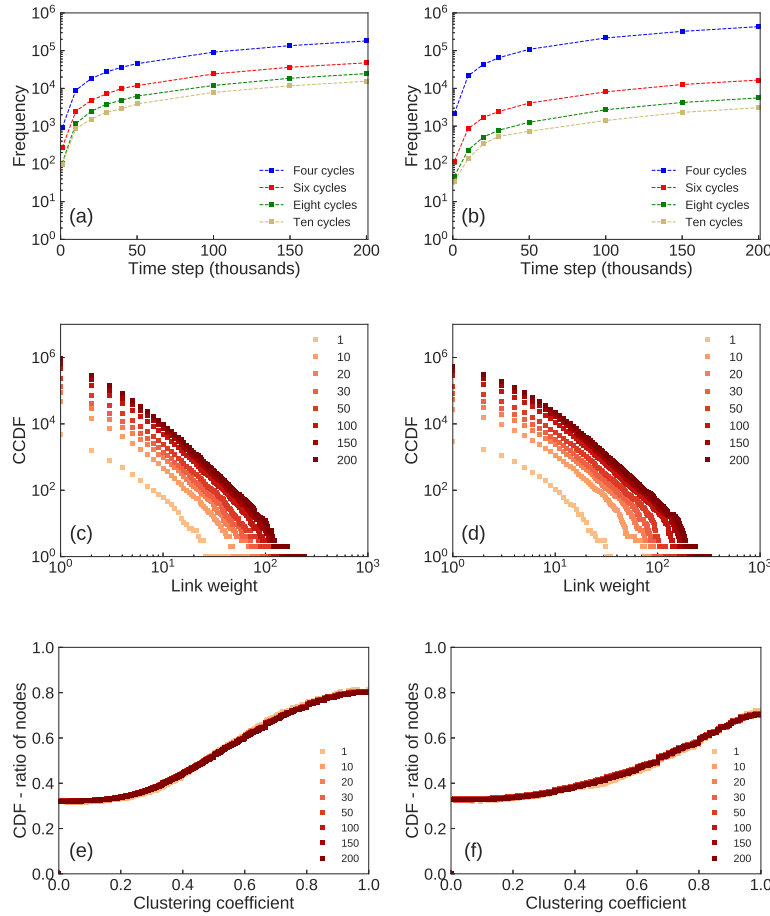 10^6
10^5
10^4
10^3
10^2
10^1
10^0
Frequency
Four cycles
Six cycles
Eight cycles
Ten cycles
(a)
0 50 100 150 200
Time step (thousands)
10^6
10^5
10^4
10^3
10^2
10^1
10^0
Frequency
Four cycles
Six cycles
Eight cycles
Ten cycles
(b)
0 50 100 150 200
Time step (thousands)
10^6
10^4
10^2
10^0
CCDF
1
10
20
30
50
100
150
200
(c)
10^0 10^1 10^2 10^3
Link weight
10^6
10^4
10^2
10^0
CCDF
1
10
20
30
50
100
150
200
(d)
10^0 10^1 10^2 10^3
Link weight
1.0
0.8
0.6
0.4
0.2
0.0
CDF - ratio of nodes
1
10
20
30
50
100
150
200
(e)
0.0 0.2 0.4 0.6 0.8 1.0
Clustering coefficient
1.0
0.8
0.6
0.4
0.2
0.0
CDF - ratio of nodes
1
10
20
30
50
100
150
200
(f)
0.0 0.2 0.4 0.6 0.8 1.0
Clustering coefficient